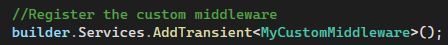 //Register the custom middleware
builder.Services.AddTransient<MyCustomMiddleware>();